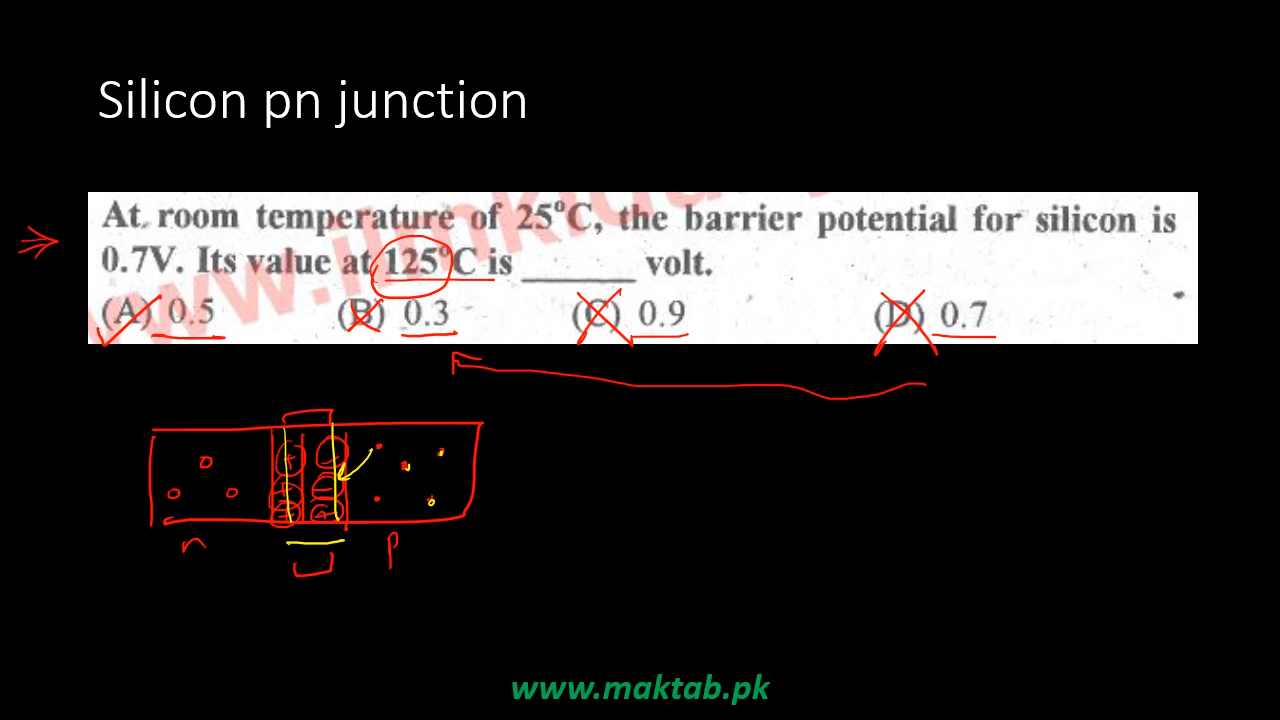 Silicon pn junction
At room temperature of 25°C, the barrier potential for silicon is
0.7V. Its value at 125°C is ______ volt.
(A) 0.5 (B) 0.3 (C) 0.9 (D) 0.7
n p
www.maktab.pk